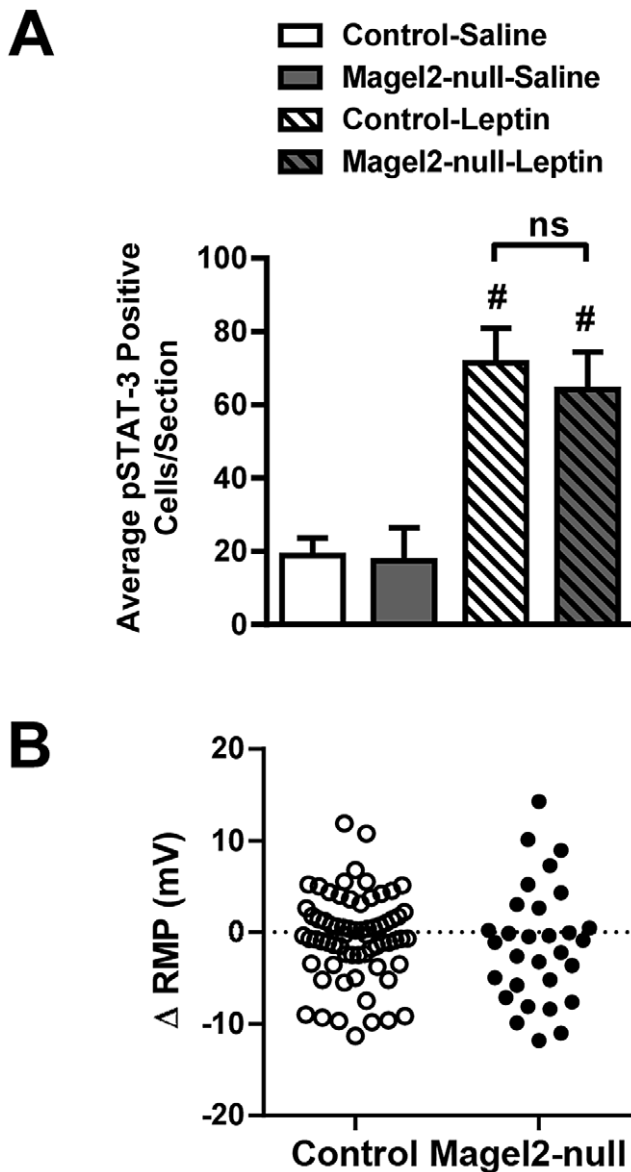 A
Control-Saline
Magel2-null-Saline
Control-Leptin
Magel2-null-Leptin
Average pSTAT-3 Positive
Cells/Section
100
80
60
40
20
0
ns
#
#
B
Δ RMP (mV)
20
10
0
-10
-20
Control Magel2-null